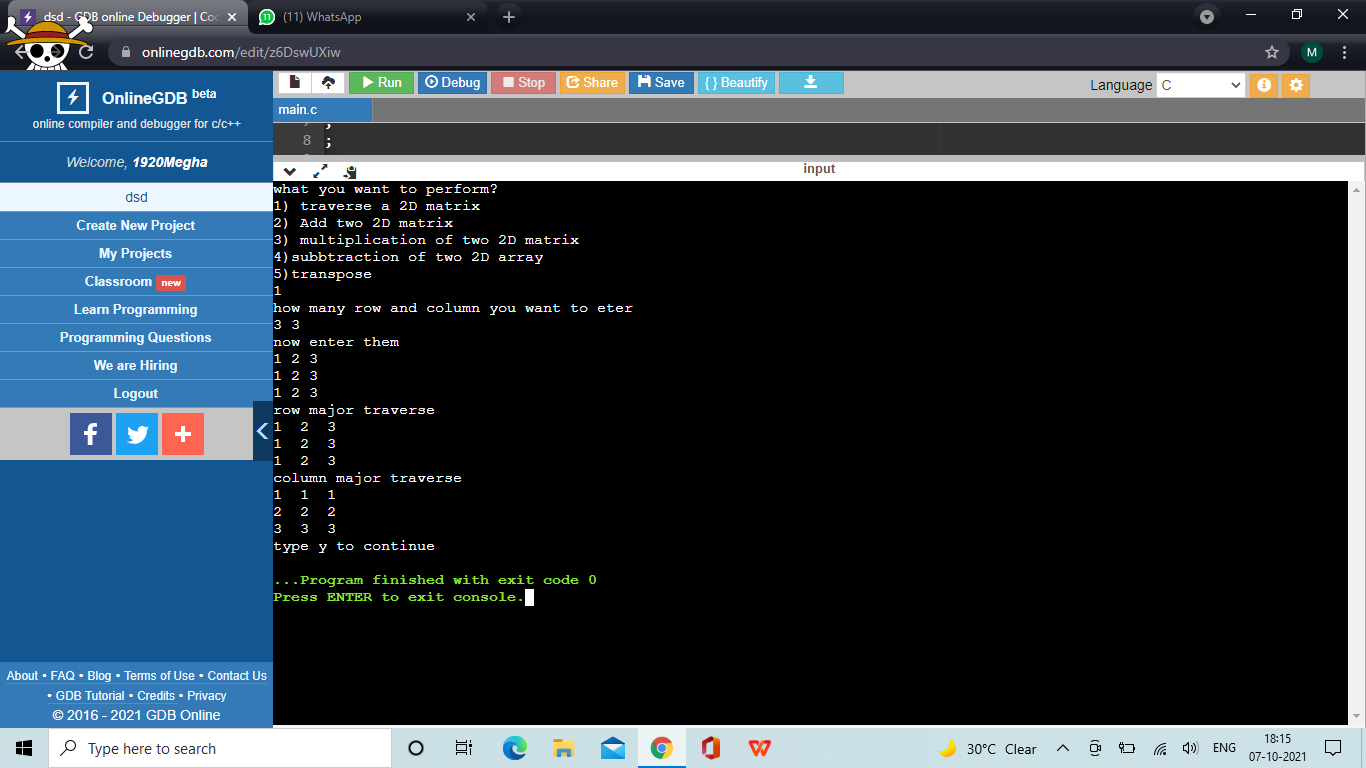 dsd - GDB online Debugger | Coc
(11) WhatsApp
onlinegdb.com/edit/z6DswUXiw
M
OnlineGDB beta
online compiler and debugger for c/c++
Welcome, 1920Megha
dsd
Create New Project
My Projects
Classroom new
Learn Programming
Programming Questions
We are Hiring
Logout
About • FAQ • Blog • Terms of Use • Contact Us
• GDB Tutorial • Credits • Privacy
© 2016 - 2021 GDB Online
Run Debug Stop Share Save { } Beautify
Language C
main.c
8 ;
input
what you want to perform?
1) traverse a 2D matrix
2) Add two 2D matrix
3) multiplication of two 2D matrix
4)subbtraction of two 2D array
5)transpose
1
how many row and column you want to eter
3 3
now enter them
1 2 3
1 2 3
1 2 3
row major traverse
1 2 3
1 2 3
1 2 3
column major traverse
1 1 1
2 2 2
3 3 3
type y to continue
...Program finished with exit code 0
Press ENTER to exit console.
Type here to search
30°C Clear
ENG
18:15
07-10-2021